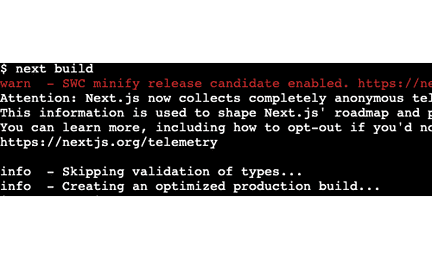 $ next build
warn  - SWC minify release candidate enabled. https://ne
Attention: Next.js now collects completely anonymous tel
This information is used to shape Next.js' roadmap and p
You can learn more, including how to opt-out if you'd no
https://nextjs.org/telemetry
info  - Skipping validation of types...
info  - Creating an optimized production build...